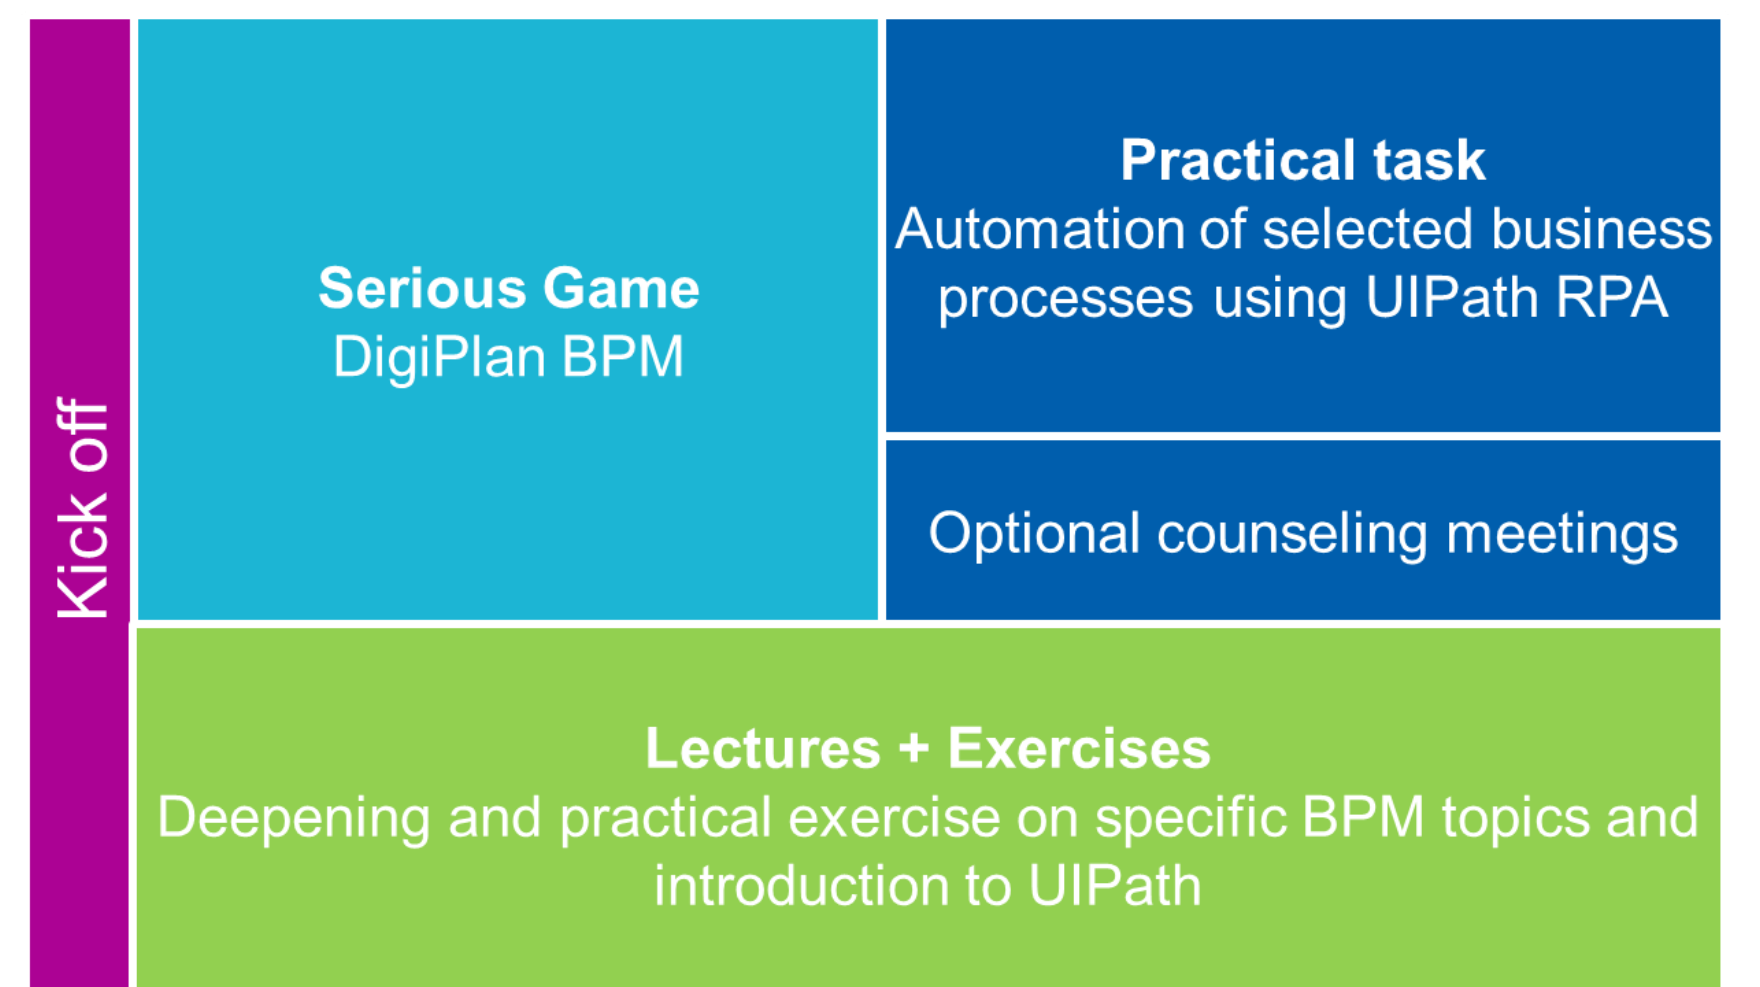 Kick off
Serious Game
DigiPlan BPM
Practical task
Automation of selected business
processes using UIPath RPA
Optional counseling meetings
Lectures + Exercises
Deepening and practical exercise on specific BPM topics and
introduction to UIPath